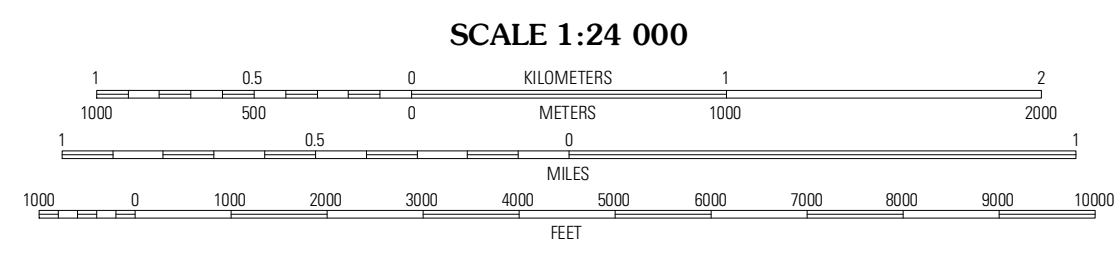 SCALE 1:24 000
1 0.5 0 KILOMETERS 1 2
1000 500 0 METERS 1000 2000
1 0.5 0 1
MILES
1000 0 1000 2000 3000 4000 5000 6000 7000 8000 9000 10000
FEET